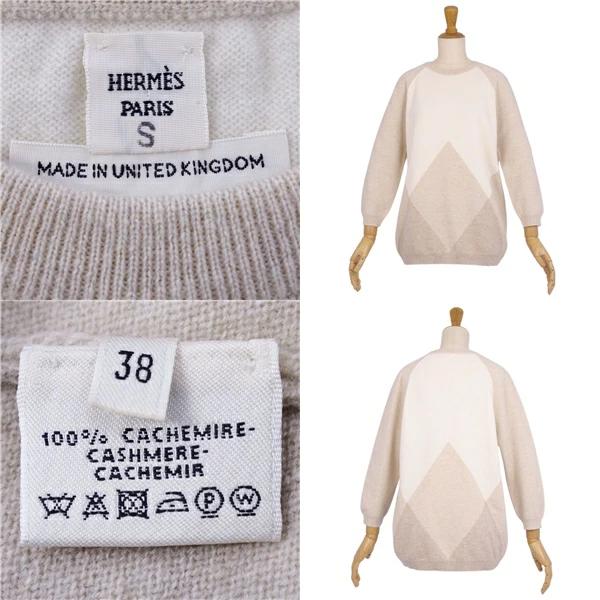 HERMÈS
PARIS
S
MADE IN UNITED KINGDOM
38
100% CACHEMIRE-
CASHMERE-
CACHEMIR
P W